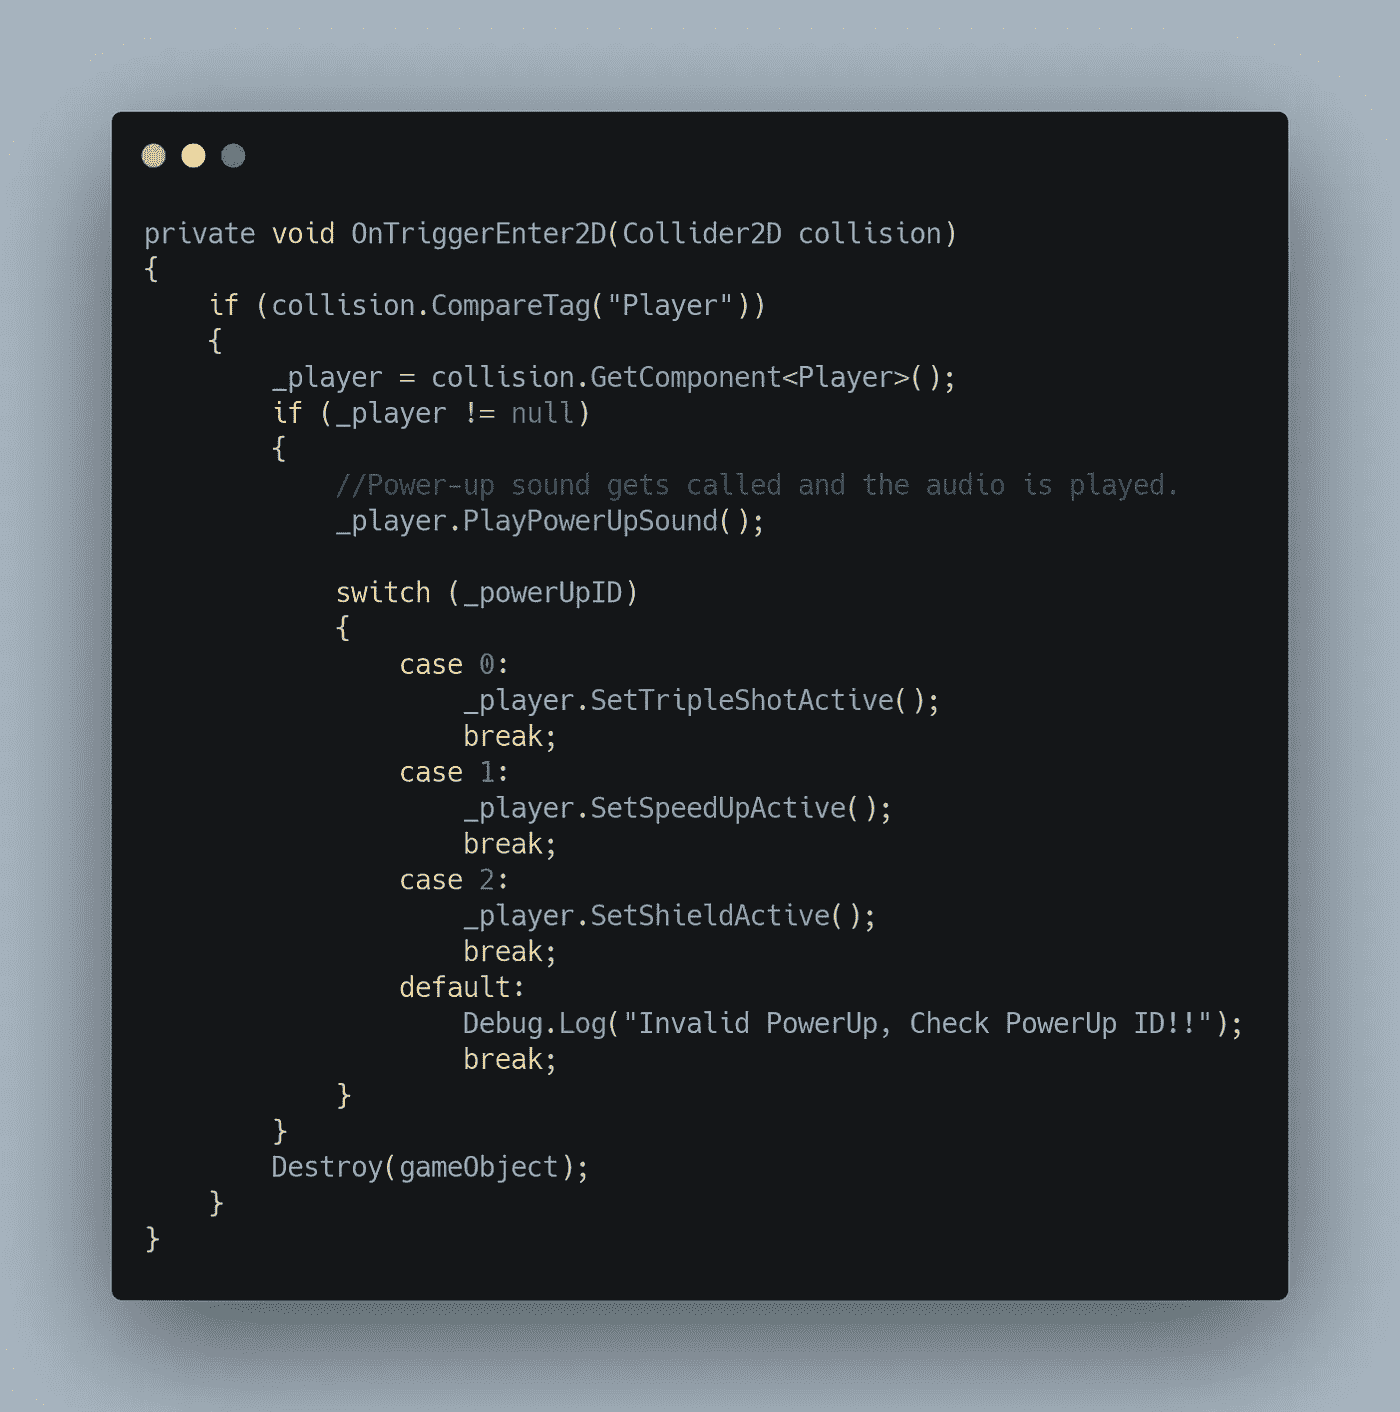 private void OnTriggerEnter2D(Collider2D collision)
{
    if (collision.CompareTag("Player"))
    {
        _player = collision.GetComponent<Player>();
        if (_player != null)
        {
            //Power-up sound gets called and the audio is played.
            _player.PlayPowerUpSound();

            switch (_powerUpID)
            {
                case 0:
                    _player.SetTripleShotActive();
                    break;
                case 1:
                    _player.SetSpeedUpActive();
                    break;
                case 2:
                    _player.SetShieldActive();
                    break;
                default:
                    Debug.Log("Invalid PowerUp, Check PowerUp ID!!");
                    break;
            }
        }
        Destroy(gameObject);
    }
}